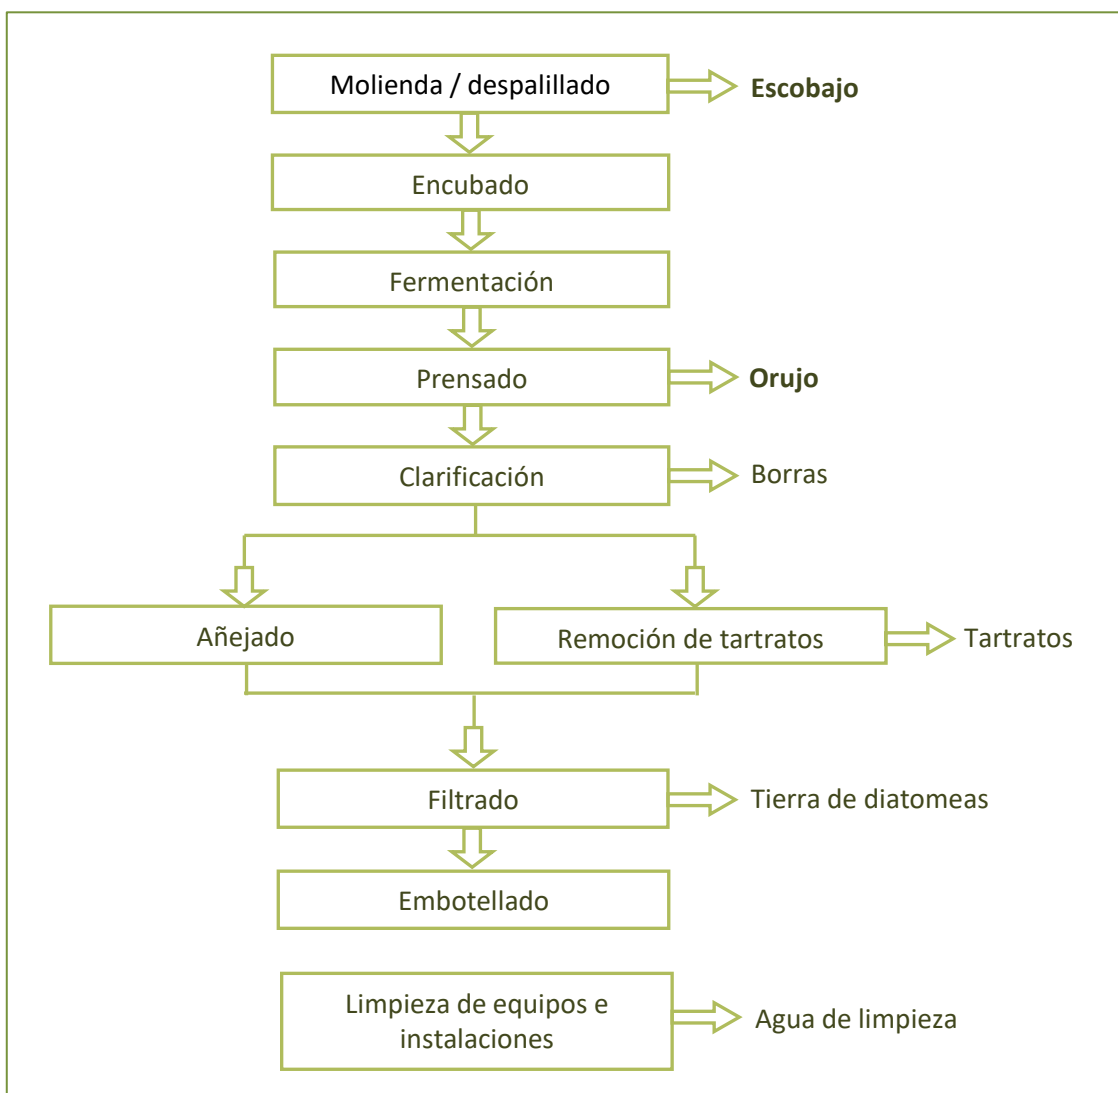 Molienda / despalillado
Escobajo
Encubado
Fermentación
Prensado
Orujo
Clarificación
Borras
Añejado
Remoción de tartratos
Tartratos
Filtrado
Tierra de diatomeas
Embotellado
Limpieza de equipos e
instalaciones
Agua de limpieza